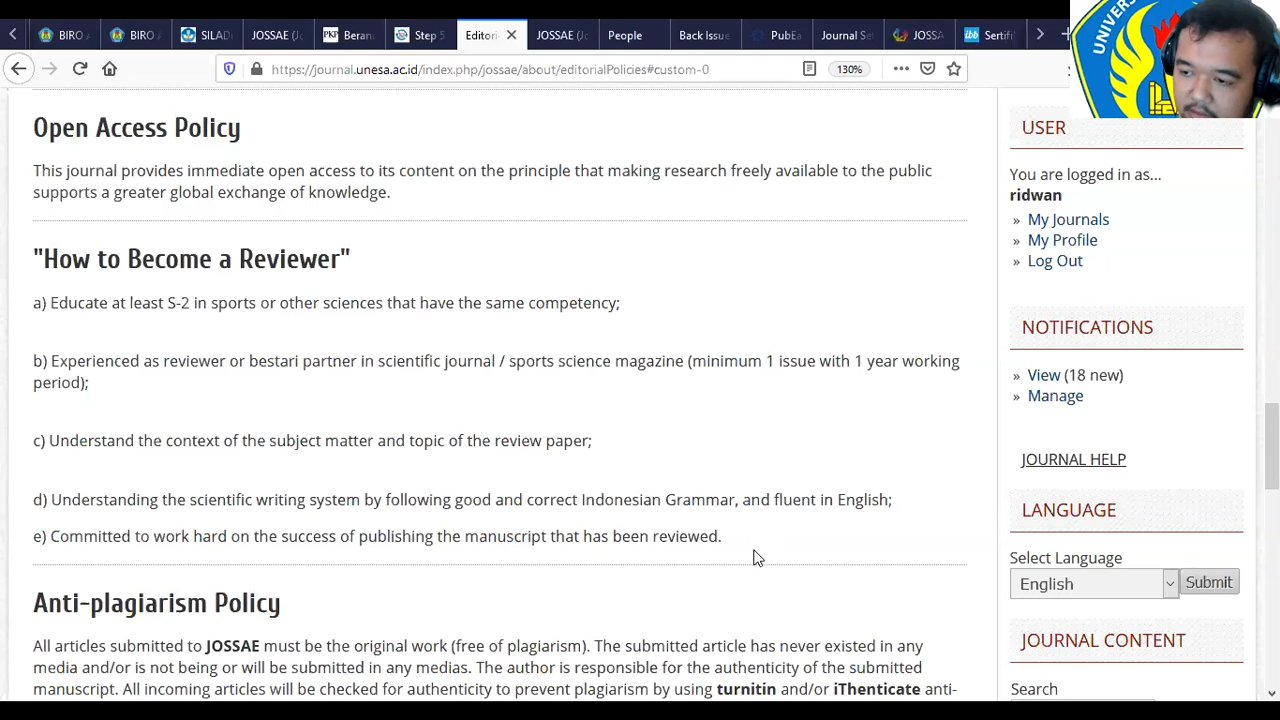 BIRO A
BIRO A
SILAD
JOSSAE (J
PKP Beran
Step 5
Editori
JOSSAE (Jo
People
Back Issue
PubEa
Journal Se
JOSSA
ibb Sertif
https://journal.unesa.ac.id/index.php/jossae/about/editorialPolicies#custom-0
130%
UNIVERS
Open Access Policy
This journal provides immediate open access to its content on the principle that making research freely available to the public
supports a greater global exchange of knowledge.
"How to Become a Reviewer"
a) Educate at least S-2 in sports or other sciences that have the same competency;
b) Experienced as reviewer or bestari partner in scientific journal / sports science magazine (minimum 1 issue with 1 year working
period);
c) Understand the context of the subject matter and topic of the review paper;
d) Understanding the scientific writing system by following good and correct Indonesian Grammar, and fluent in English;
e) Committed to work hard on the success of publishing the manuscript that has been reviewed.
Anti-plagiarism Policy
All articles submitted to JOSSAE must be the original work (free of plagiarism). The submitted article has never existed in any
media and/or is not being or will be submitted in any medias. The author is responsible for the authenticity of the submitted
manuscript. All incoming articles will be checked for authenticity to prevent plagiarism by using turnitin and/or iThenticate anti-
USER
You are logged in as...
ridwan
» My Journals
» My Profile
» Log Out
NOTIFICATIONS
» View (18 new)
» Manage
JOURNAL HELP
LANGUAGE
Select Language
English
Submit
JOURNAL CONTENT
Search